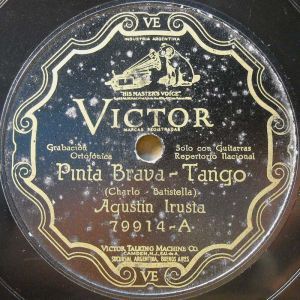 VE
INDUSTRIA ARGENTINA
"HIS MASTER'S VOICE"
VICTOR
MARCAS REGISTRADAS
Grabación Ortofónica
Solo con Guitarras
Repertorio Nacional
Pinta Brava - Tango
(Charlo - Batistella)
Agustín Irusta
79914-A
VICTOR TALKING MACHINE CO.
CAMDEN, N.J., E.U. de A.
SUCURSAL ARGENTINA, BUENOS AIRES
VE